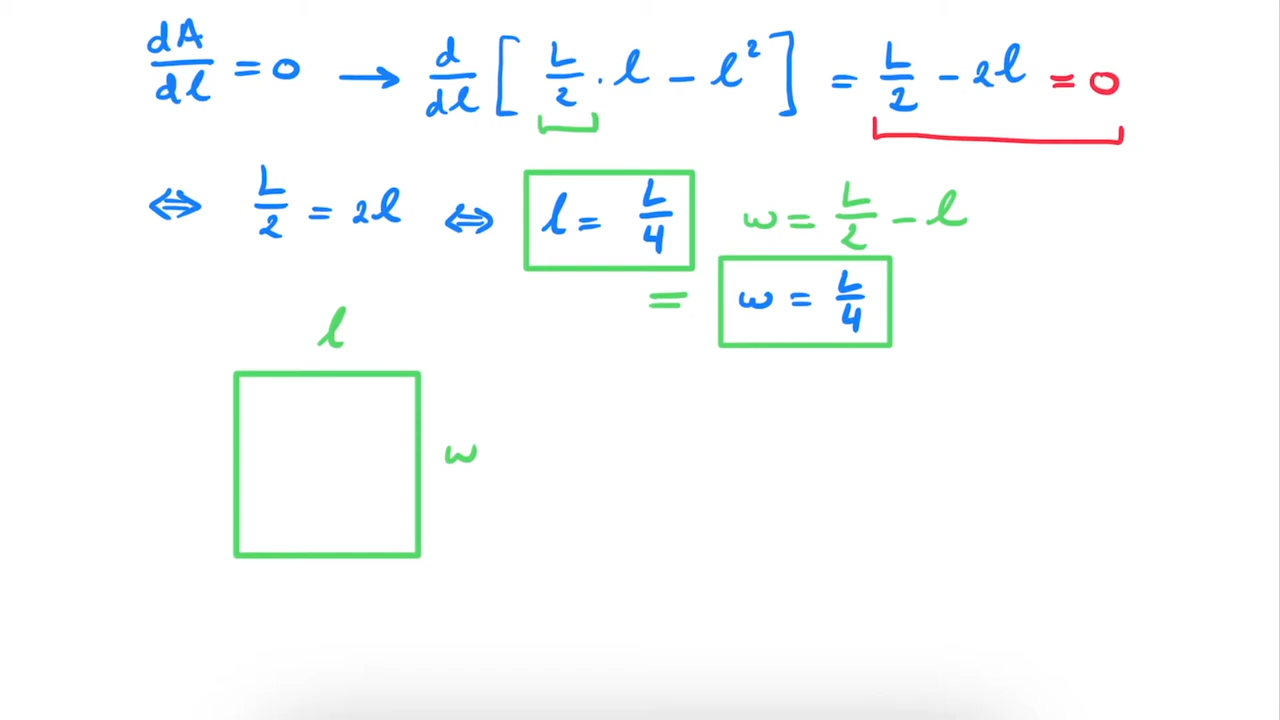 dA/dl = 0 → d/dl [ L/2 · l − l² ] = L/2 − 2l = 0
⇔ L/2 = 2l ⇔ l = L/4 w = L/2 − l
= w = L/4
l
w